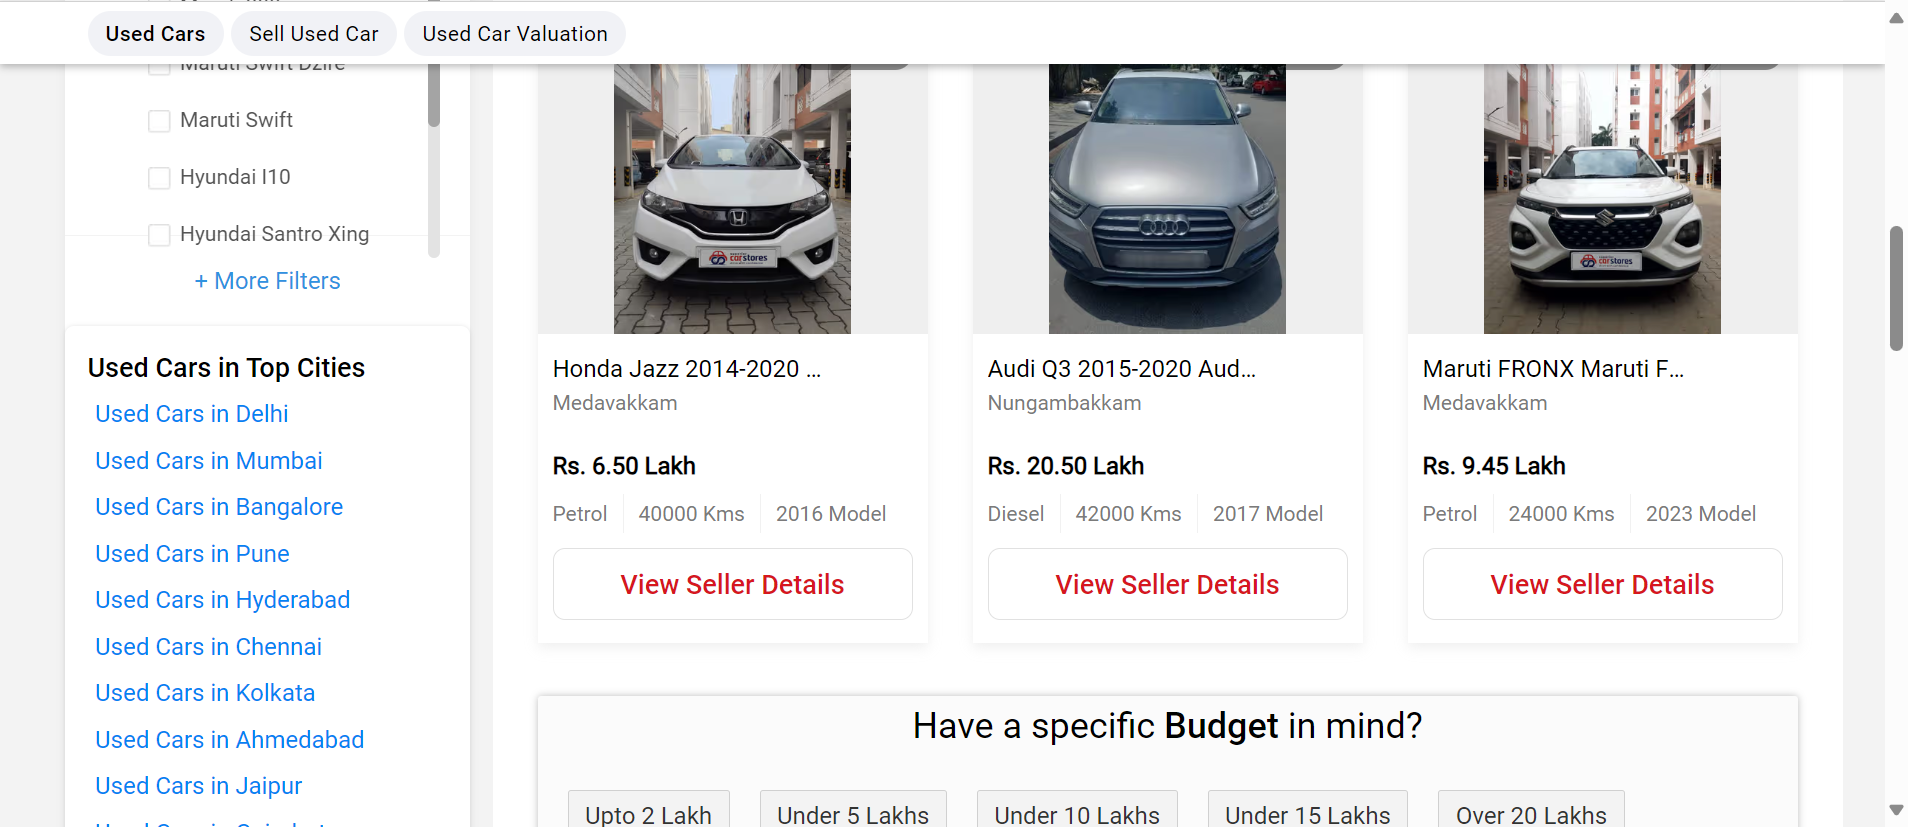 Used Cars
Sell Used Car
Used Car Valuation
Maruti Swift Dzire
Maruti Swift
Hyundai I10
Hyundai Santro Xing
+ More Filters
Used Cars in Top Cities
Used Cars in Delhi
Used Cars in Mumbai
Used Cars in Bangalore
Used Cars in Pune
Used Cars in Hyderabad
Used Cars in Chennai
Used Cars in Kolkata
Used Cars in Ahmedabad
Used Cars in Jaipur
carstores
Honda Jazz 2014-2020 ...
Medavakkam
Rs. 6.50 Lakh
Petrol
40000 Kms
2016 Model
View Seller Details
Audi Q3 2015-2020 Aud...
Nungambakkam
Rs. 20.50 Lakh
Diesel
42000 Kms
2017 Model
View Seller Details
carstores
Maruti FRONX Maruti F...
Medavakkam
Rs. 9.45 Lakh
Petrol
24000 Kms
2023 Model
View Seller Details
Have a specific Budget in mind?
Upto 2 Lakh
Under 5 Lakhs
Under 10 Lakhs
Under 15 Lakhs
Over 20 Lakhs